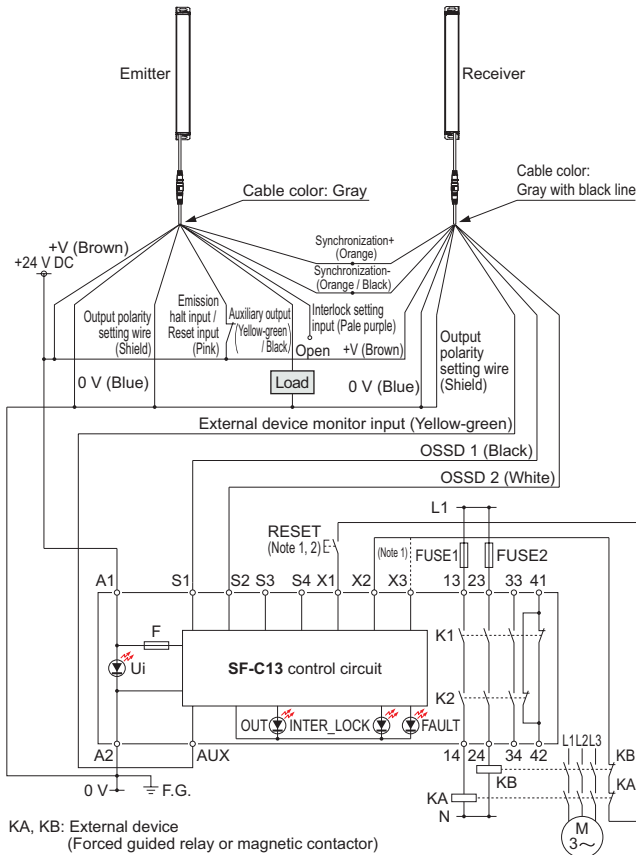 Emitter
Receiver
Cable color: Gray
Cable color:
Gray with black line
+V (Brown)
+24 V DC
Synchronization+
(Orange)
Synchronization-
(Orange / Black)
Output polarity
setting wire
(Shield)
Emission
halt input /
Reset input
(Pink)
Auxiliary output
(Yellow-green
/ Black)
Interlock setting
input (Pale purple)
Open
+V (Brown)
Output
polarity
setting wire
(Shield)
0 V (Blue)
Load
0 V (Blue)
External device monitor input (Yellow-green)
OSSD 1 (Black)
OSSD 2 (White)
L1
RESET
(Note 1, 2)
(Note 1)
FUSE1
FUSE2
A1 S1 S2 S3 S4 X1 X2 X3 13 23 33 41
F
K1
Ui
SF-C13 control circuit
K2
OUT INTER_LOCK FAULT
A2 AUX 14 24 34 42
L1 L2 L3
KB
KB
KA
KA
0 V
F.G.
N
M
3~
KA, KB: External device
(Forced guided relay or magnetic contactor)